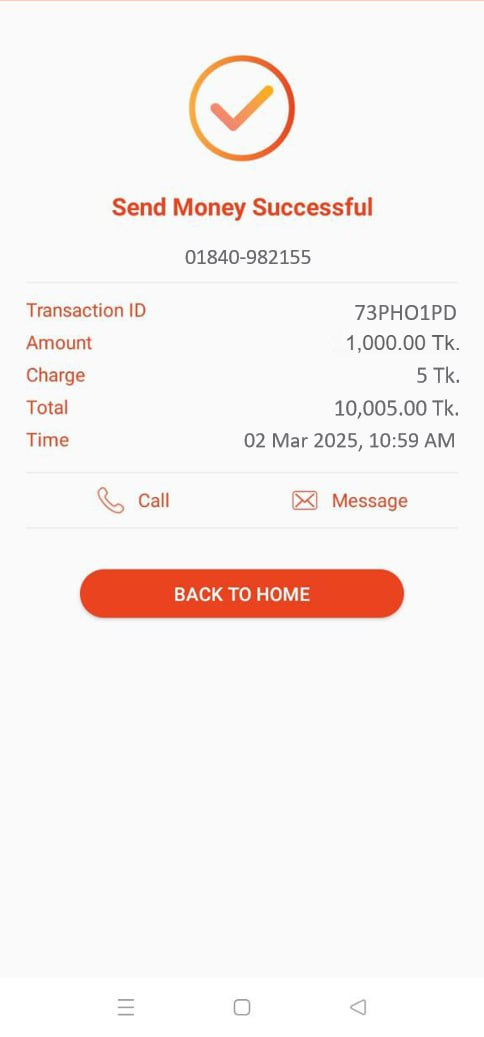 Send Money Successful
01840-982155
Transaction ID 73PHO1PD
Amount 1,000.00 Tk.
Charge 5 Tk.
Total 10,005.00 Tk.
Time 02 Mar 2025, 10:59 AM
Call Message
BACK TO HOME